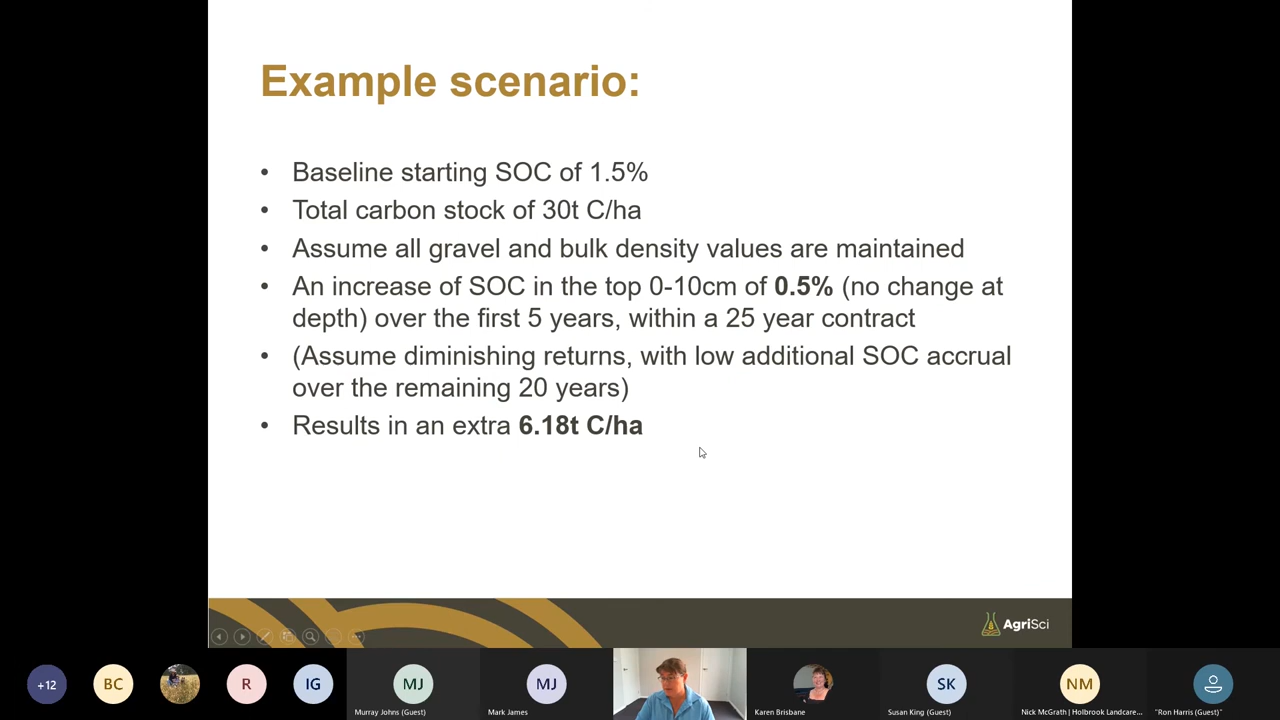 Example scenario:
• Baseline starting SOC of 1.5%
• Total carbon stock of 30t C/ha
• Assume all gravel and bulk density values are maintained
• An increase of SOC in the top 0-10cm of 0.5% (no change at
depth) over the first 5 years, within a 25 year contract
• (Assume diminishing returns, with low additional SOC accrual
over the remaining 20 years)
• Results in an extra 6.18t C/ha
AgriSci
+12
BC
R
IG
MJ
MJ
SK
NM
Murray Johns (Guest)
Mark James
Karen Brisbane
Susan King (Guest)
Nick McGrath | Holbrook Landcare...
"Ron Harris (Guest)"